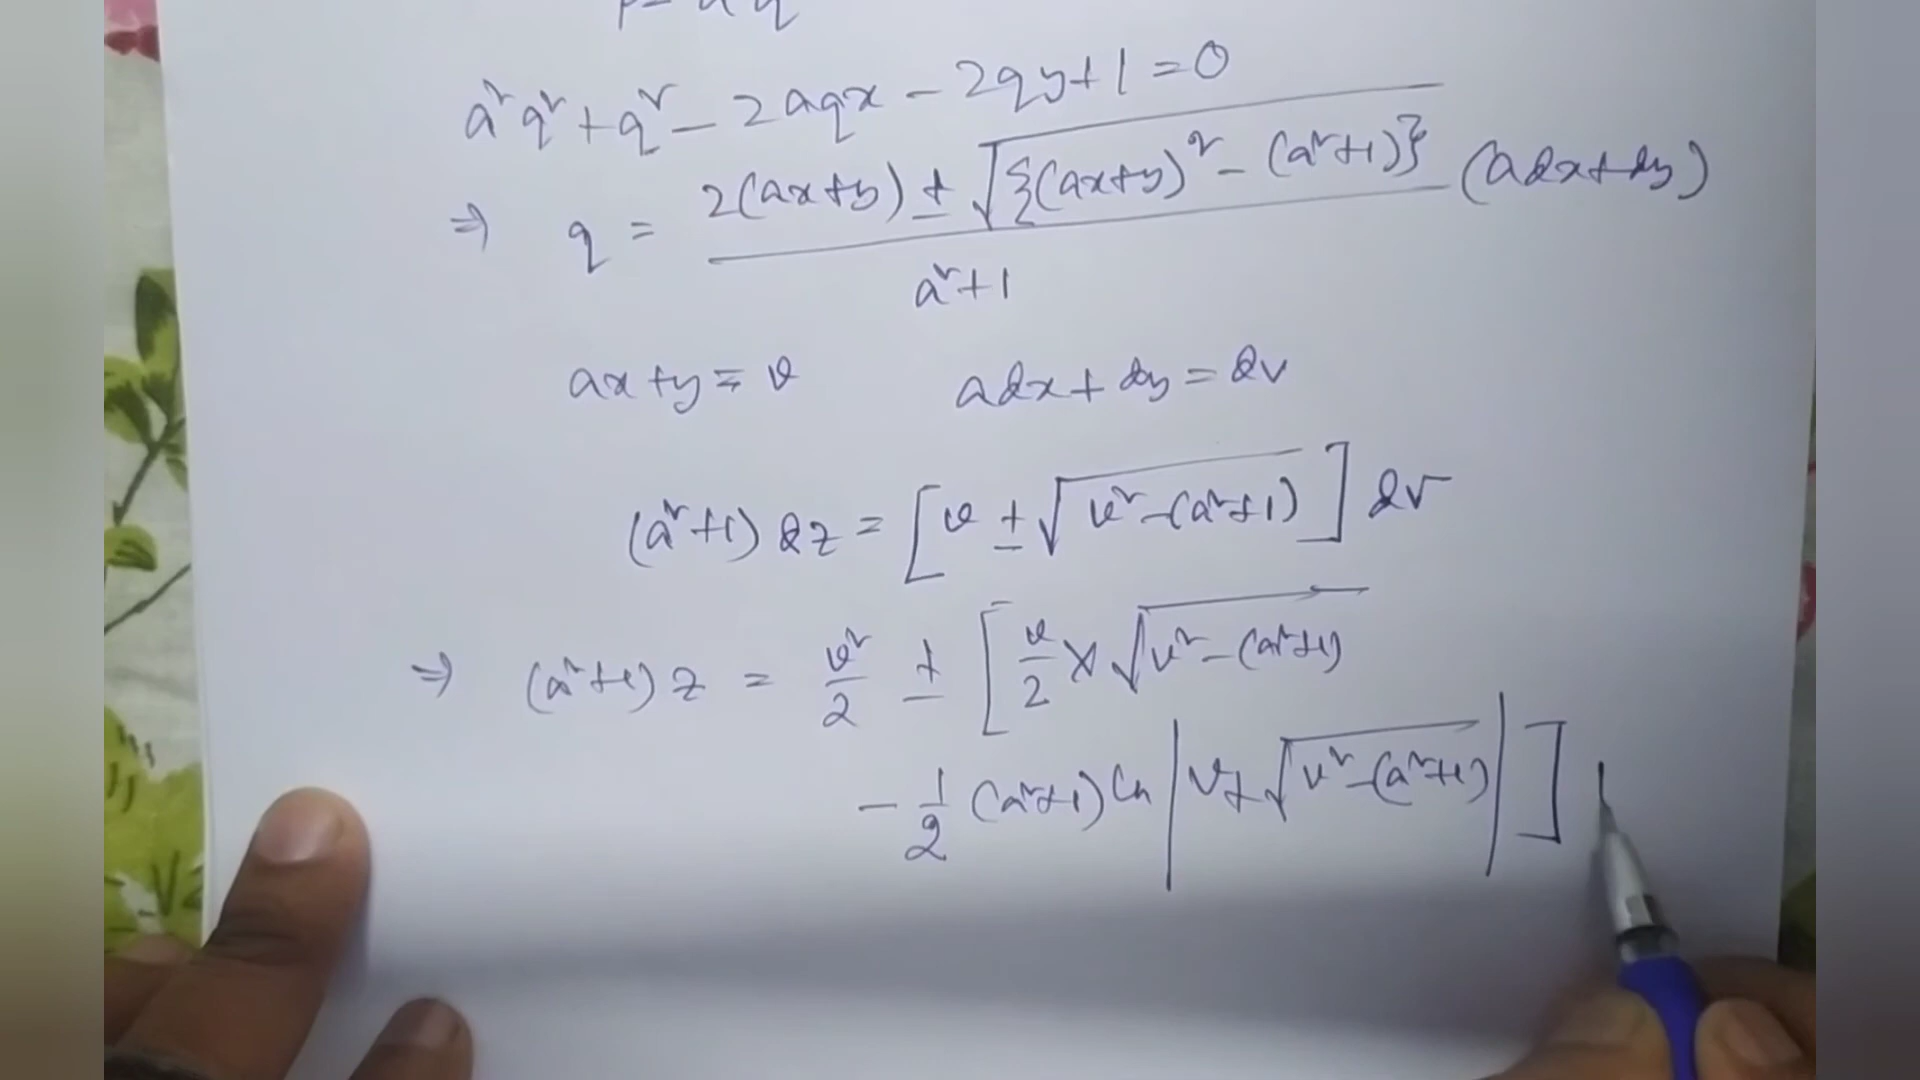 p = aq
a²q² + q² - 2aqx - 2qy + 1 = 0
⇒ q = 2(ax+y) ± √{(ax+y)² - (a²+1)} / a²+1 (adx+dy)
ax + y = v adx + dy = dv
(a²+1) dz = [v ± √v² - (a²+1)] dv
⇒ (a²+1) z = v²/2 ± [v/2 × √v² - (a²+1)
- 1/2 (a²+1) ln |v + √v² - (a²+1)|]